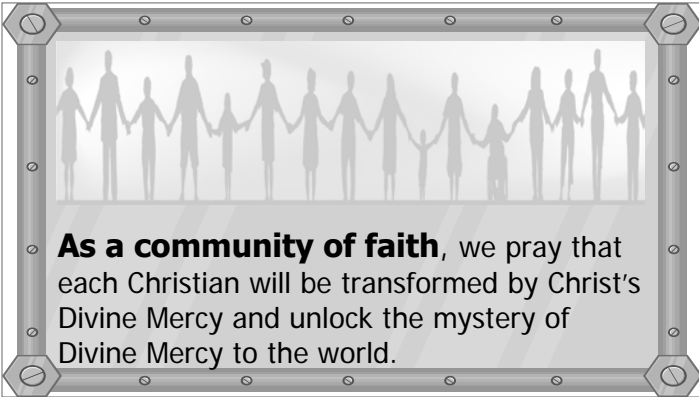 As a community of faith, we pray that
each Christian will be transformed by Christ's
Divine Mercy and unlock the mystery of
Divine Mercy to the world.